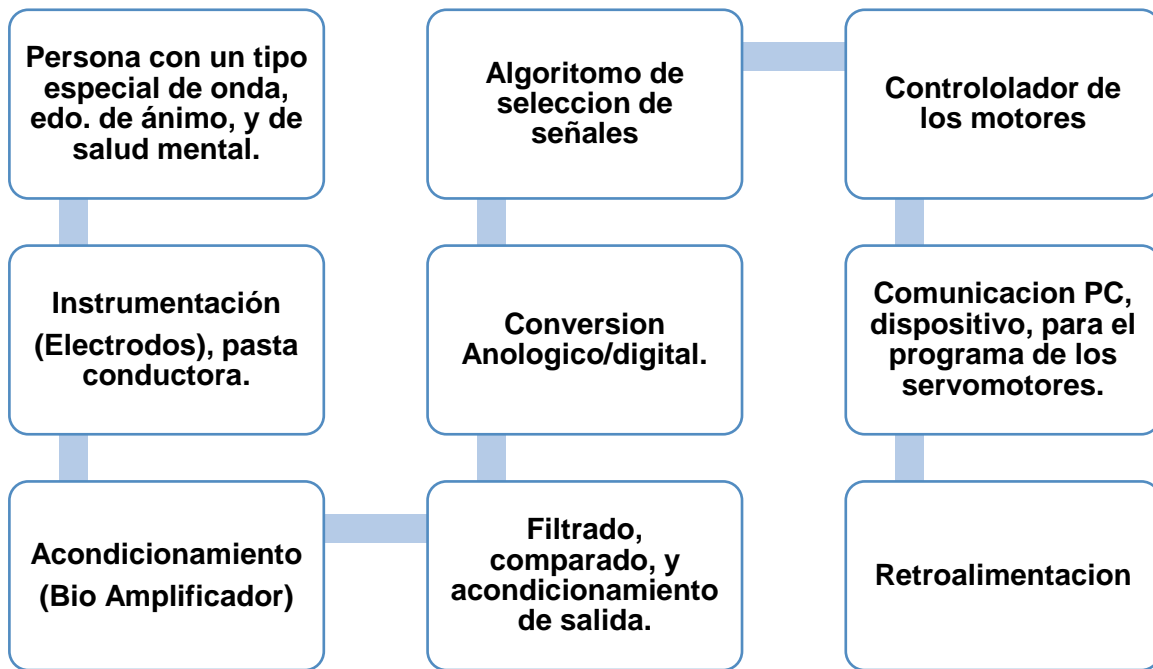 Persona con un tipo
especial de onda,
edo. de ánimo, y de
salud mental.
Instrumentación
(Electrodos), pasta
conductora.
Acondicionamiento
(Bio Amplificador)
Filtrado,
comparado, y
acondicionamiento
de salida.
Conversion
Anologico/digital.
Algoritomo de
seleccion de
señales
Contrololador de
los motores
Comunicacion PC,
dispositivo, para el
programa de los
servomotores.
Retroalimentacion